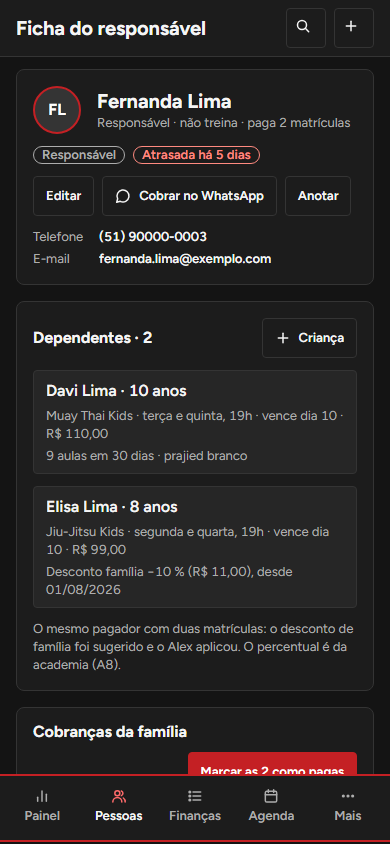 Ficha do responsável
FL
Fernanda Lima
Responsável · não treina · paga 2 matrículas
Responsável
Atrasada há 5 dias
Editar
Cobrar no WhatsApp
Anotar
Telefone (51) 90000-0003
E-mail fernanda.lima@exemplo.com
Dependentes · 2
Criança
Davi Lima · 10 anos
Muay Thai Kids · terça e quinta, 19h · vence dia 10 ·
R$ 110,00
9 aulas em 30 dias · prajied branco
Elisa Lima · 8 anos
Jiu-Jitsu Kids · segunda e quarta, 19h · vence dia
10 · R$ 99,00
Desconto família −10 % (R$ 11,00), desde
01/08/2026
O mesmo pagador com duas matrículas: o desconto de
família foi sugerido e o Alex aplicou. O percentual é da
academia (A8).
Cobranças da família
Marcar as 2 como pagas
Painel
Pessoas
Finanças
Agenda
Mais